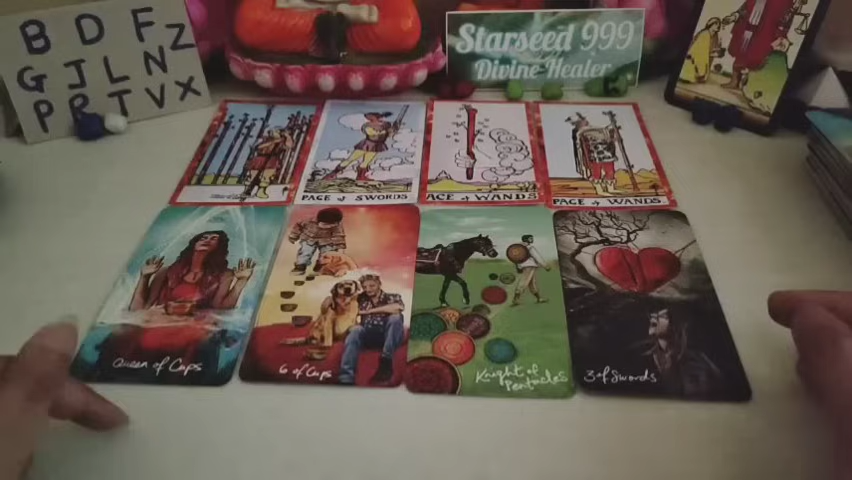 B D F Z
G J L N
P R T V X
Starseed 999
Divine Healer
PAGE of SWORDS
ACE of WANDS
PAGE of WANDS
Queen of Cups
6 of Cups
Knight of
Pentacles
3 of Swords